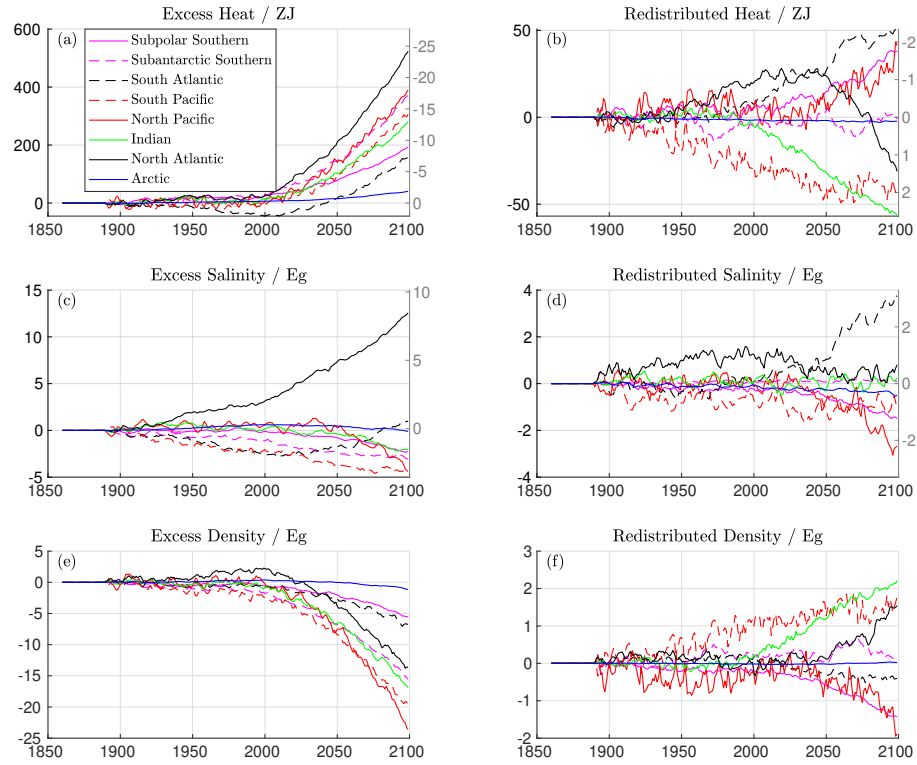 Excess Heat / ZJ
(a)
600
400
200
0
-25
-20
-15
-10
-5
0
Subpolar Southern
Subantarctic Southern
South Atlantic
South Pacific
North Pacific
Indian
North Atlantic
Arctic
1850 1900 1950 2000 2050 2100
Redistributed Heat / ZJ
(b)
50
0
-50
-2
-1
0
1
2
1850 1900 1950 2000 2050 2100
Excess Salinity / Eg
(c)
15
10
5
0
-5
10
5
0
1850 1900 1950 2000 2050 2100
Redistributed Salinity / Eg
(d)
4
2
0
-2
-4
2
0
-2
1850 1900 1950 2000 2050 2100
Excess Density / Eg
(e)
5
0
-5
-10
-15
-20
-25
1850 1900 1950 2000 2050 2100
Redistributed Density / Eg
(f)
3
2
1
0
-1
-2
1850 1900 1950 2000 2050 2100